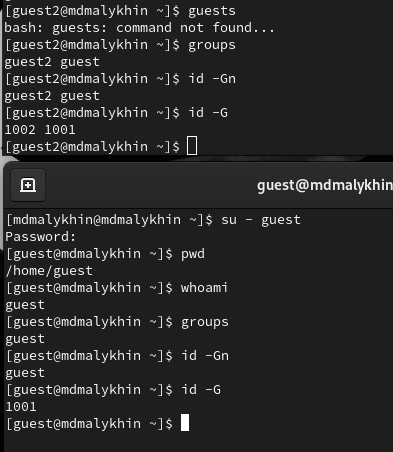 [guest2@mdmalykhin ~]$ guests
bash: guests: command not found...
[guest2@mdmalykhin ~]$ groups
guest2 guest
[guest2@mdmalykhin ~]$ id -Gn
guest2 guest
[guest2@mdmalykhin ~]$ id -G
1002 1001
[guest2@mdmalykhin ~]$
guest@mdmalykhin
[mdmalykhin@mdmalykhin ~]$ su - guest
Password:
[guest@mdmalykhin ~]$ pwd
/home/guest
[guest@mdmalykhin ~]$ whoami
guest
[guest@mdmalykhin ~]$ groups
guest
[guest@mdmalykhin ~]$ id -Gn
guest
[guest@mdmalykhin ~]$ id -G
1001
[guest@mdmalykhin ~]$